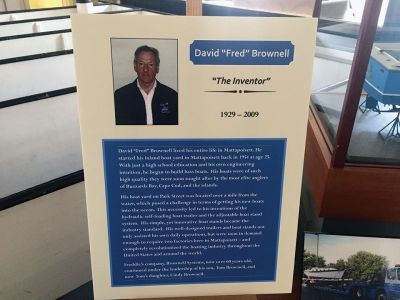 David "Fred" Brownell
"The Inventor"
1929 – 2009
David "Fred" Brownell lived his entire life in Mattapoisett. He
started his inland boat yard in Mattapoisett back in 1954 at age 25.
With just a high school education and his own engineering
intuition, he began to build bass boats. His boats were of such
high quality they were soon sought after by the most elite anglers
of Buzzards Bay, Cape Cod, and the islands.
His boat yard on Park Street was located over a mile from the
water, which posed a challenge in terms of getting his new boats
into the ocean. This necessity led to his inventions of the
hydraulic self-loading boat trailer and the adjustable boat stand
system. His simple, yet innovative boat stands became the
industry standard. His well-designed trailers and boat stands not
only assisted his own daily operations, but were soon in demand
enough to require two factories here in Mattapoisett - and
completely revolutionized the boating industry throughout the
United States and around the world.
Freddie's company, Brownell Systems, now over 68 years old,
continued under the leadership of his son, Tom Brownell, and
now Tom's daughter, Cindy Brownell.